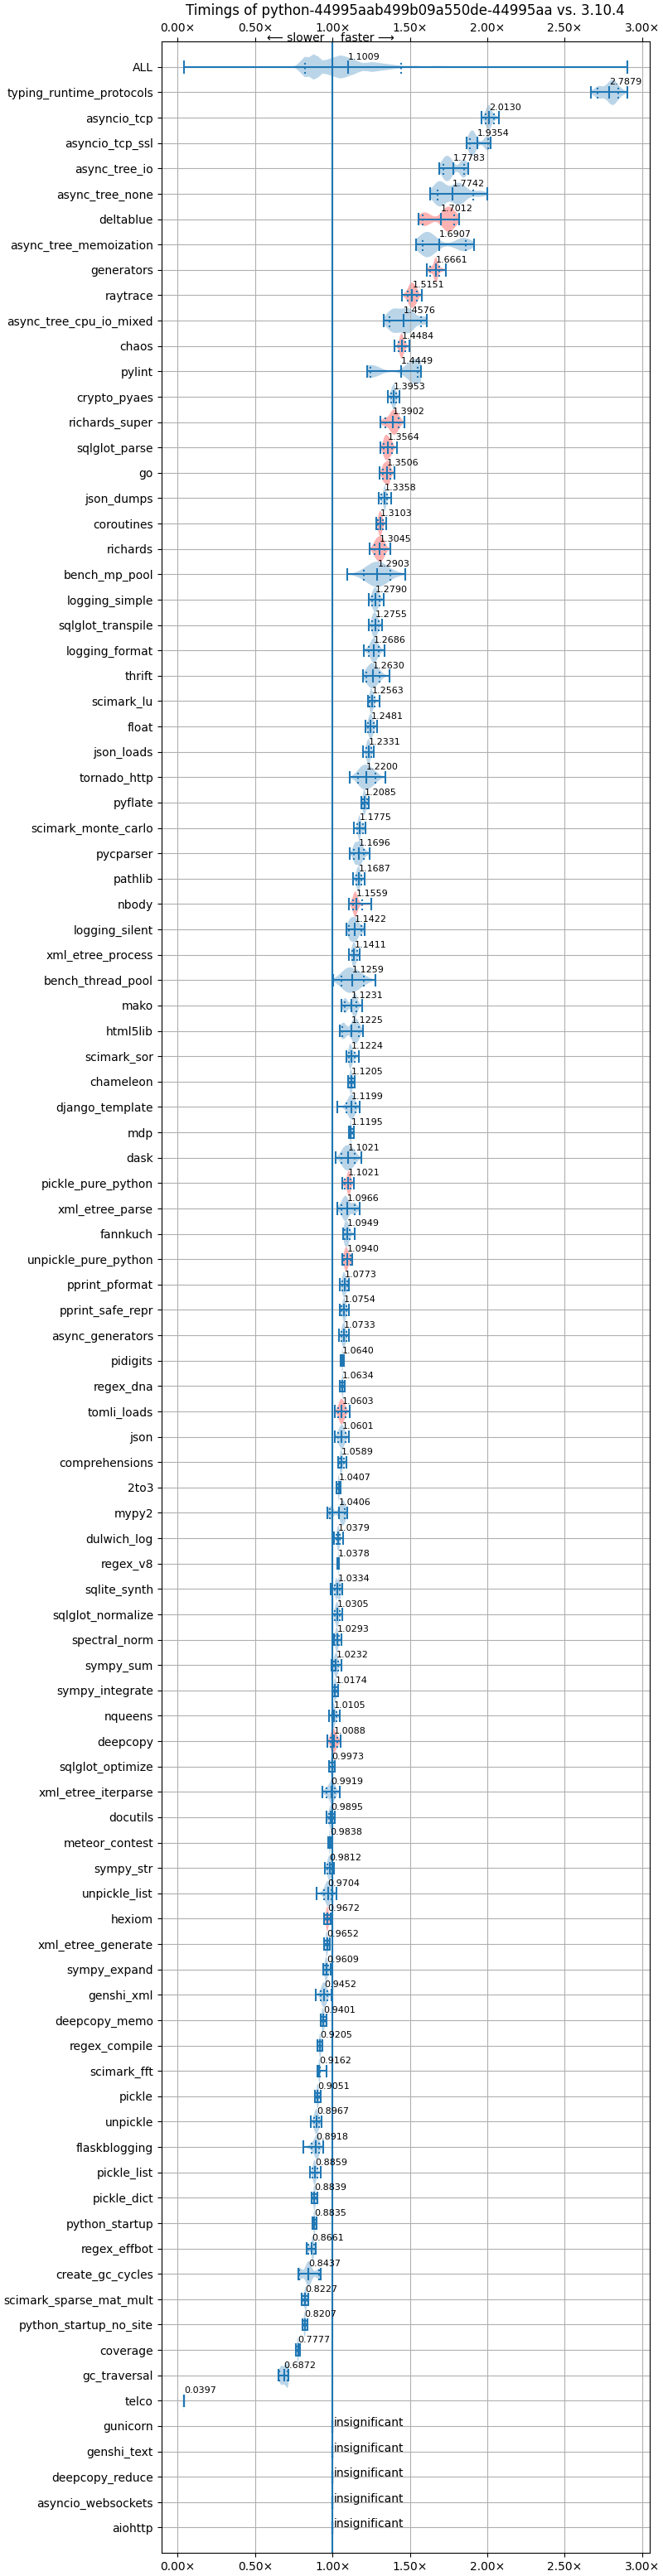 Timings of python-44995aab499b09a550de-44995aa vs. 3.10.4
0.00× 0.50× 1.00× 1.50× 2.00× 2.50× 3.00×
⟵ slower faster ⟶
ALL 1.1009
typing_runtime_protocols 2.7879
asyncio_tcp 2.0130
asyncio_tcp_ssl 1.9354
async_tree_io 1.7783
async_tree_none 1.7742
deltablue 1.7012
async_tree_memoization 1.6907
generators 1.6661
raytrace 1.5151
async_tree_cpu_io_mixed 1.4576
chaos 1.4484
pylint 1.4449
crypto_pyaes 1.3953
richards_super 1.3902
sqlglot_parse 1.3564
go 1.3506
json_dumps 1.3358
coroutines 1.3103
richards 1.3045
bench_mp_pool 1.2903
logging_simple 1.2790
sqlglot_transpile 1.2755
logging_format 1.2686
thrift 1.2630
scimark_lu 1.2563
float 1.2481
json_loads 1.2331
tornado_http 1.2200
pyflate 1.2085
scimark_monte_carlo 1.1775
pycparser 1.1696
pathlib 1.1687
nbody 1.1559
logging_silent 1.1422
xml_etree_process 1.1411
bench_thread_pool 1.1259
mako 1.1231
html5lib 1.1225
scimark_sor 1.1224
chameleon 1.1205
django_template 1.1199
mdp 1.1195
dask 1.1021
pickle_pure_python 1.1021
xml_etree_parse 1.0966
fannkuch 1.0949
unpickle_pure_python 1.0940
pprint_pformat 1.0773
pprint_safe_repr 1.0754
async_generators 1.0733
pidigits 1.0640
regex_dna 1.0634
tomli_loads 1.0603
json 1.0601
comprehensions 1.0589
2to3 1.0407
mypy2 1.0406
dulwich_log 1.0379
regex_v8 1.0378
sqlite_synth 1.0334
sqlglot_normalize 1.0305
spectral_norm 1.0293
sympy_sum 1.0232
sympy_integrate 1.0174
nqueens 1.0105
deepcopy 1.0088
sqlglot_optimize 0.9973
xml_etree_iterparse 0.9919
docutils 0.9895
meteor_contest 0.9838
sympy_str 0.9812
unpickle_list 0.9704
hexiom 0.9672
xml_etree_generate 0.9652
sympy_expand 0.9609
genshi_xml 0.9452
deepcopy_memo 0.9401
regex_compile 0.9205
scimark_fft 0.9162
pickle 0.9051
unpickle 0.8967
flaskblogging 0.8918
pickle_list 0.8859
pickle_dict 0.8839
python_startup 0.8835
regex_effbot 0.8661
create_gc_cycles 0.8437
scimark_sparse_mat_mult 0.8227
python_startup_no_site 0.8207
coverage 0.7777
gc_traversal 0.6872
telco 0.0397
gunicorn insignificant
genshi_text insignificant
deepcopy_reduce insignificant
asyncio_websockets insignificant
aiohttp insignificant
0.00× 0.50× 1.00× 1.50× 2.00× 2.50× 3.00×